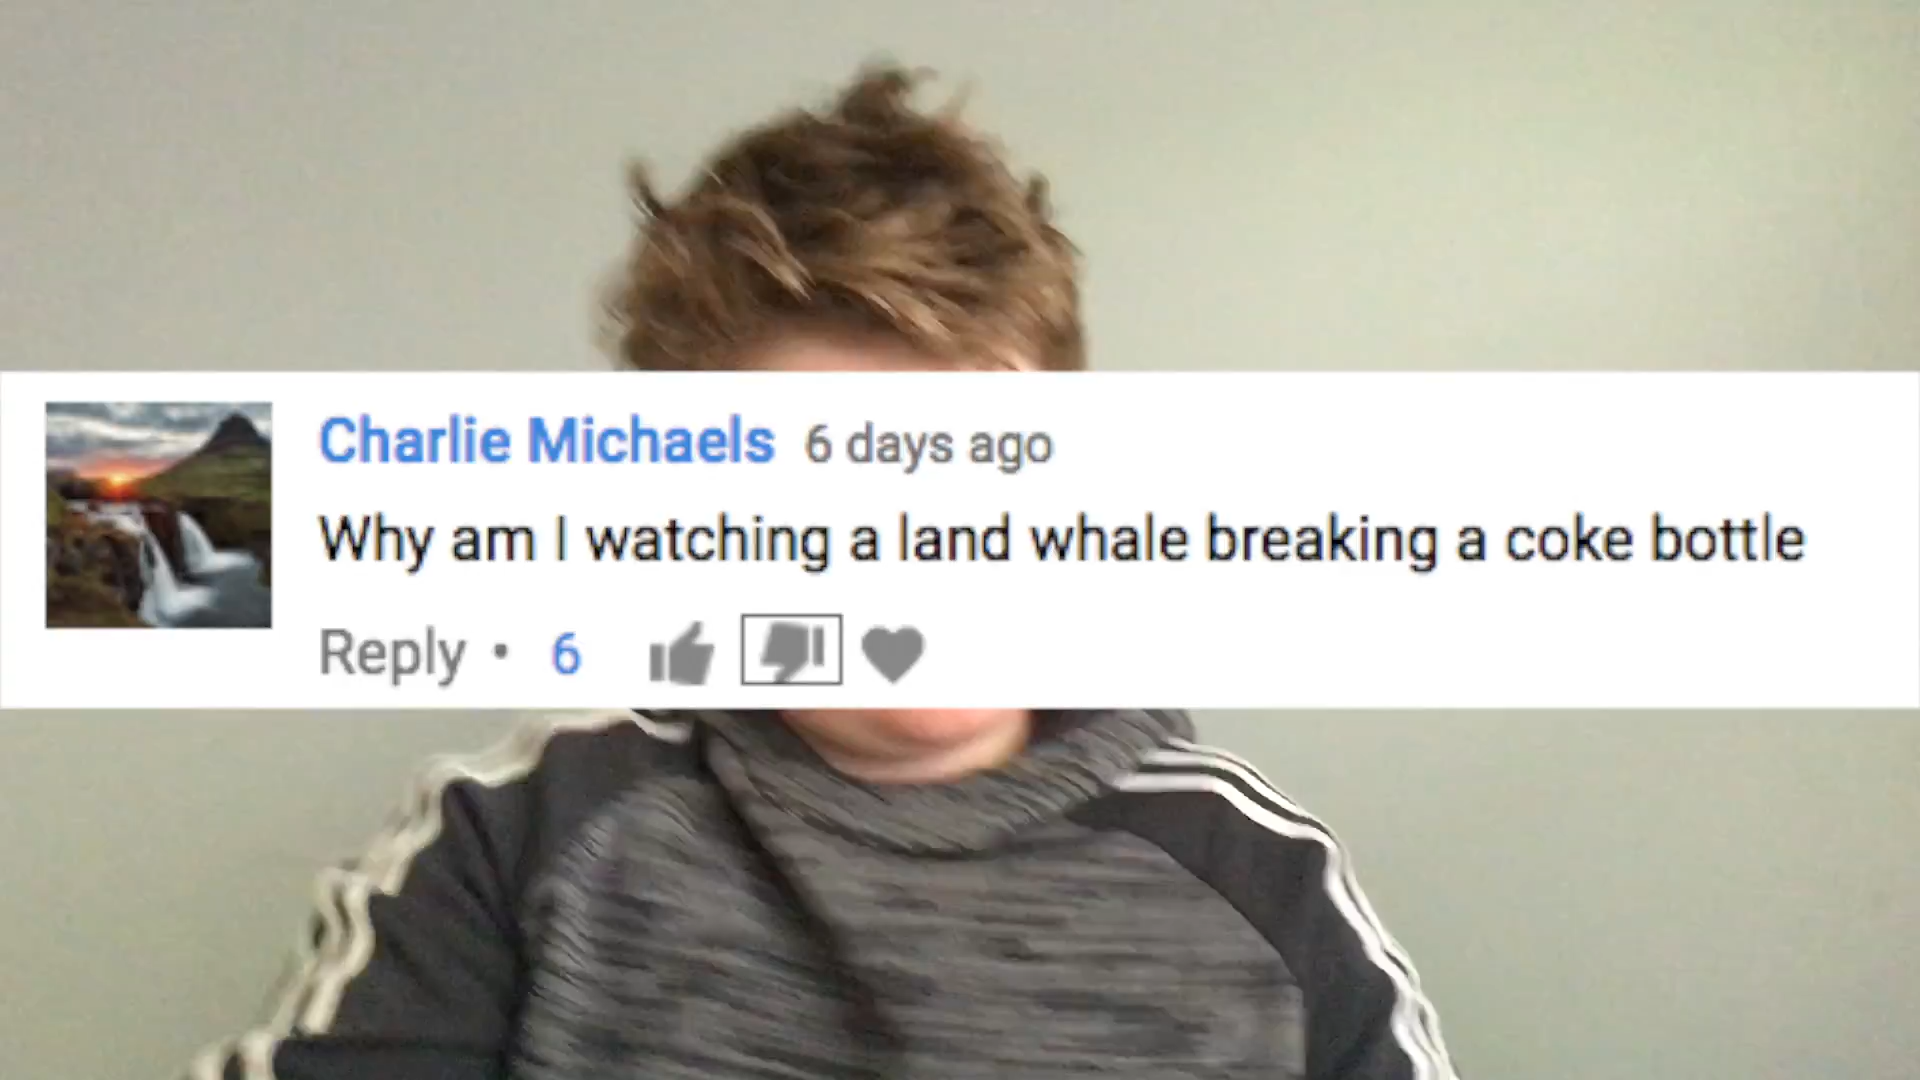 Charlie Michaels 6 days ago
Why am I watching a land whale breaking a coke bottle
Reply • 6